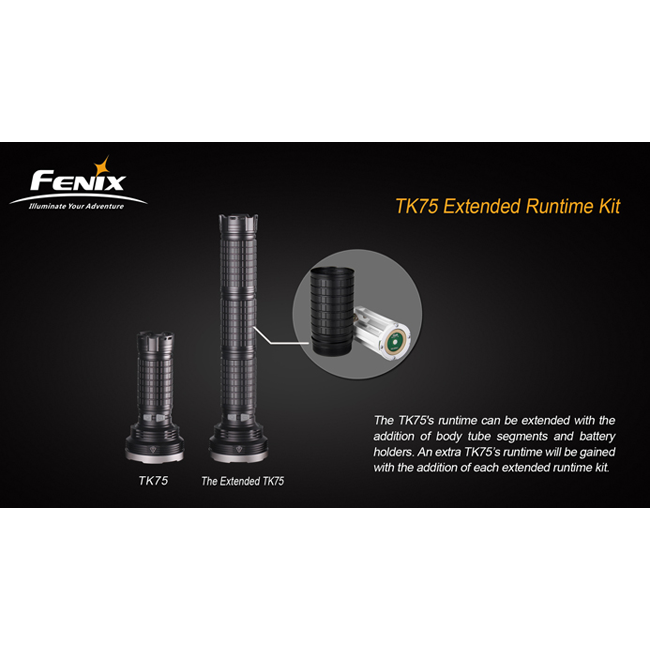 FENIX
Illuminate Your Adventure
TK75 Extended Runtime Kit
The TK75's runtime can be extended with the
addition of body tube segments and battery
holders. An extra TK75's runtime will be gained
with the addition of each extended runtime kit.
TK75
The Extended TK75